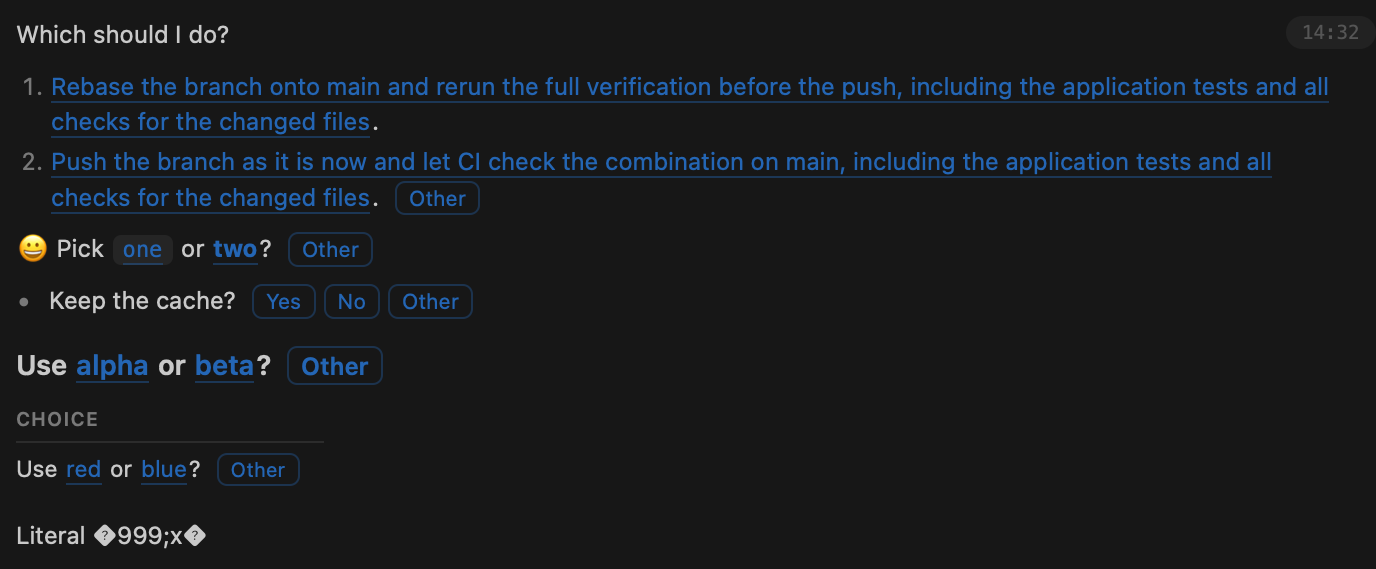 Which should I do?
14:32
1. Rebase the branch onto main and rerun the full verification before the push, including the application tests and all
checks for the changed files.
2. Push the branch as it is now and let CI check the combination on main, including the application tests and all
checks for the changed files. Other
😀 Pick one or two? Other
• Keep the cache? Yes No Other
Use alpha or beta? Other
CHOICE
Use red or blue? Other
Literal �999;x�